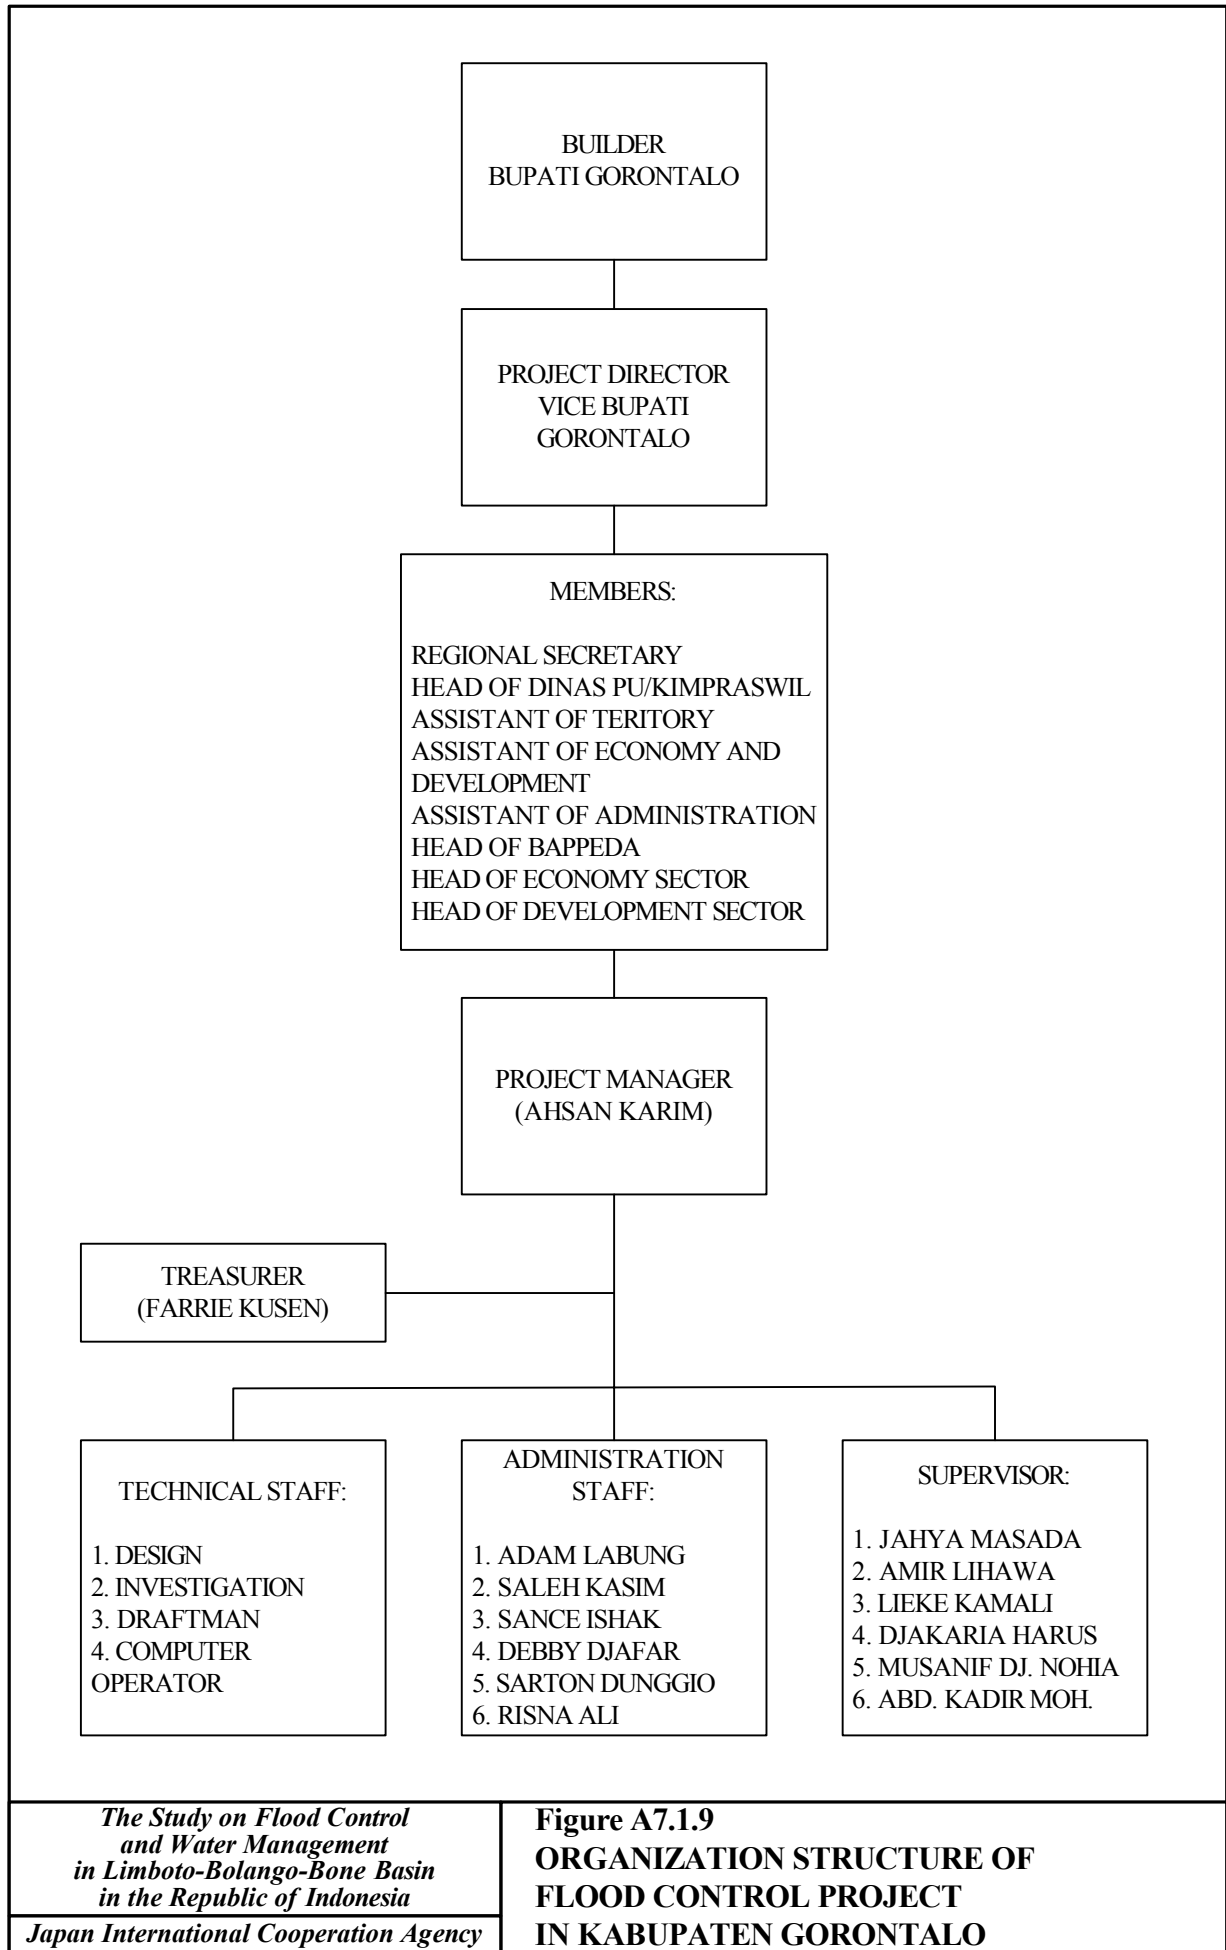 BUILDER
BUPATI GORONTALO
PROJECT DIRECTOR
VICE BUPATI
GORONTALO
MEMBERS:
REGIONAL SECRETARY
HEAD OF DINAS PU/KIMPRASWIL
ASSISTANT OF TERITORY
ASSISTANT OF ECONOMY AND
DEVELOPMENT
ASSISTANT OF ADMINISTRATION
HEAD OF BAPPEDA
HEAD OF ECONOMY SECTOR
HEAD OF DEVELOPMENT SECTOR
PROJECT MANAGER
(AHSAN KARIM)
TREASURER
(FARRIE KUSEN)
TECHNICAL STAFF:
1. DESIGN
2. INVESTIGATION
3. DRAFTMAN
4. COMPUTER
OPERATOR
ADMINISTRATION
STAFF:
1. ADAM LABUNG
2. SALEH KASIM
3. SANCE ISHAK
4. DEBBY DJAFAR
5. SARTON DUNGGIO
6. RISNA ALI
SUPERVISOR:
1. JAHYA MASADA
2. AMIR LIHAWA
3. LIEKE KAMALI
4. DJAKARIA HARUS
5. MUSANIF DJ. NOHIA
6. ABD. KADIR MOH.
The Study on Flood Control
and Water Management
in Limboto-Bolango-Bone Basin
in the Republic of Indonesia
Japan International Cooperation Agency
Figure A7.1.9
ORGANIZATION STRUCTURE OF
FLOOD CONTROL PROJECT
IN KABUPATEN GORONTALO